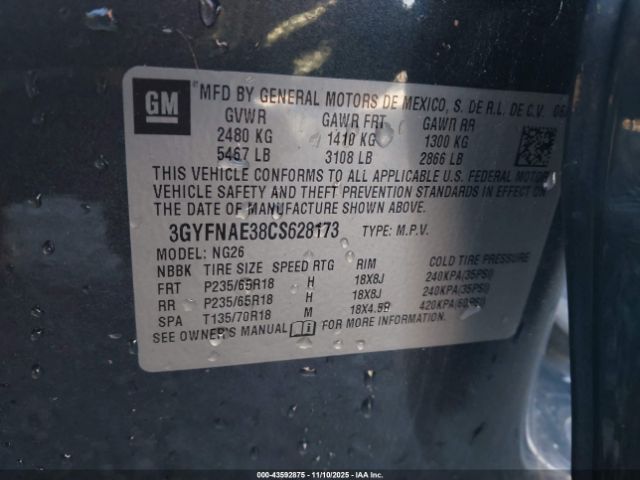 GM
MFD BY GENERAL MOTORS DE MEXICO, S. DE R.L. DE C.V.
GVWR GAWR FRT GAWR RR
2480 KG 1410 KG 1300 KG
5467 LB 3108 LB 2866 LB
THIS VEHICLE CONFORMS TO ALL APPLICABLE U.S. FEDERAL MOTOR
VEHICLE SAFETY AND THEFT PREVENTION STANDARDS IN EFFECT ON
THE DATE OF MANUFACTURE SHOWN ABOVE.
3GYFNAE38CS628173 TYPE: M.P.V.
MODEL: NG26
NBBK TIRE SIZE SPEED RTG RIM COLD TIRE PRESSURE
FRT P235/65R18 H 18X8J 240KPA(35PSI)
RR P235/65R18 H 18X8J 240KPA(35PSI)
SPA T135/70R18 M 18X4.5B 420KPA(60PSI)
SEE OWNER'S MANUAL FOR MORE INFORMATION.
000-43592875 - 11/10/2025 - IAAI.COM